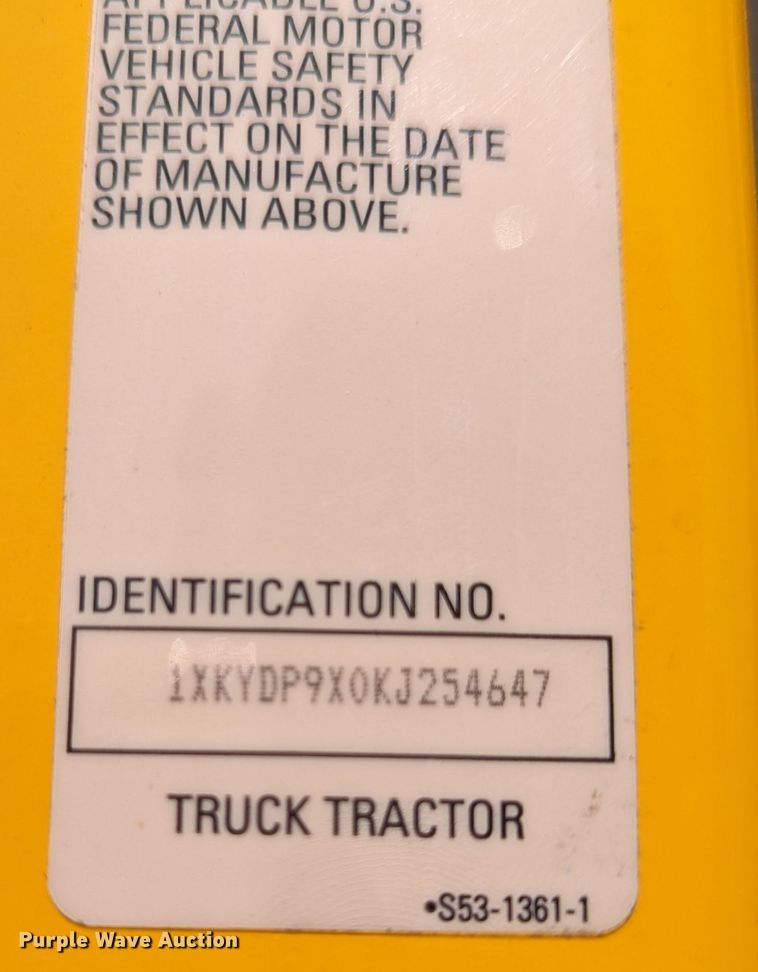 APPLICABLE U.S.
FEDERAL MOTOR
VEHICLE SAFETY
STANDARDS IN
EFFECT ON THE DATE
OF MANUFACTURE
SHOWN ABOVE.
IDENTIFICATION NO.
1XKYDP9X0KJ254647
TRUCK TRACTOR
•S53-1361-1
Purple Wave Auction